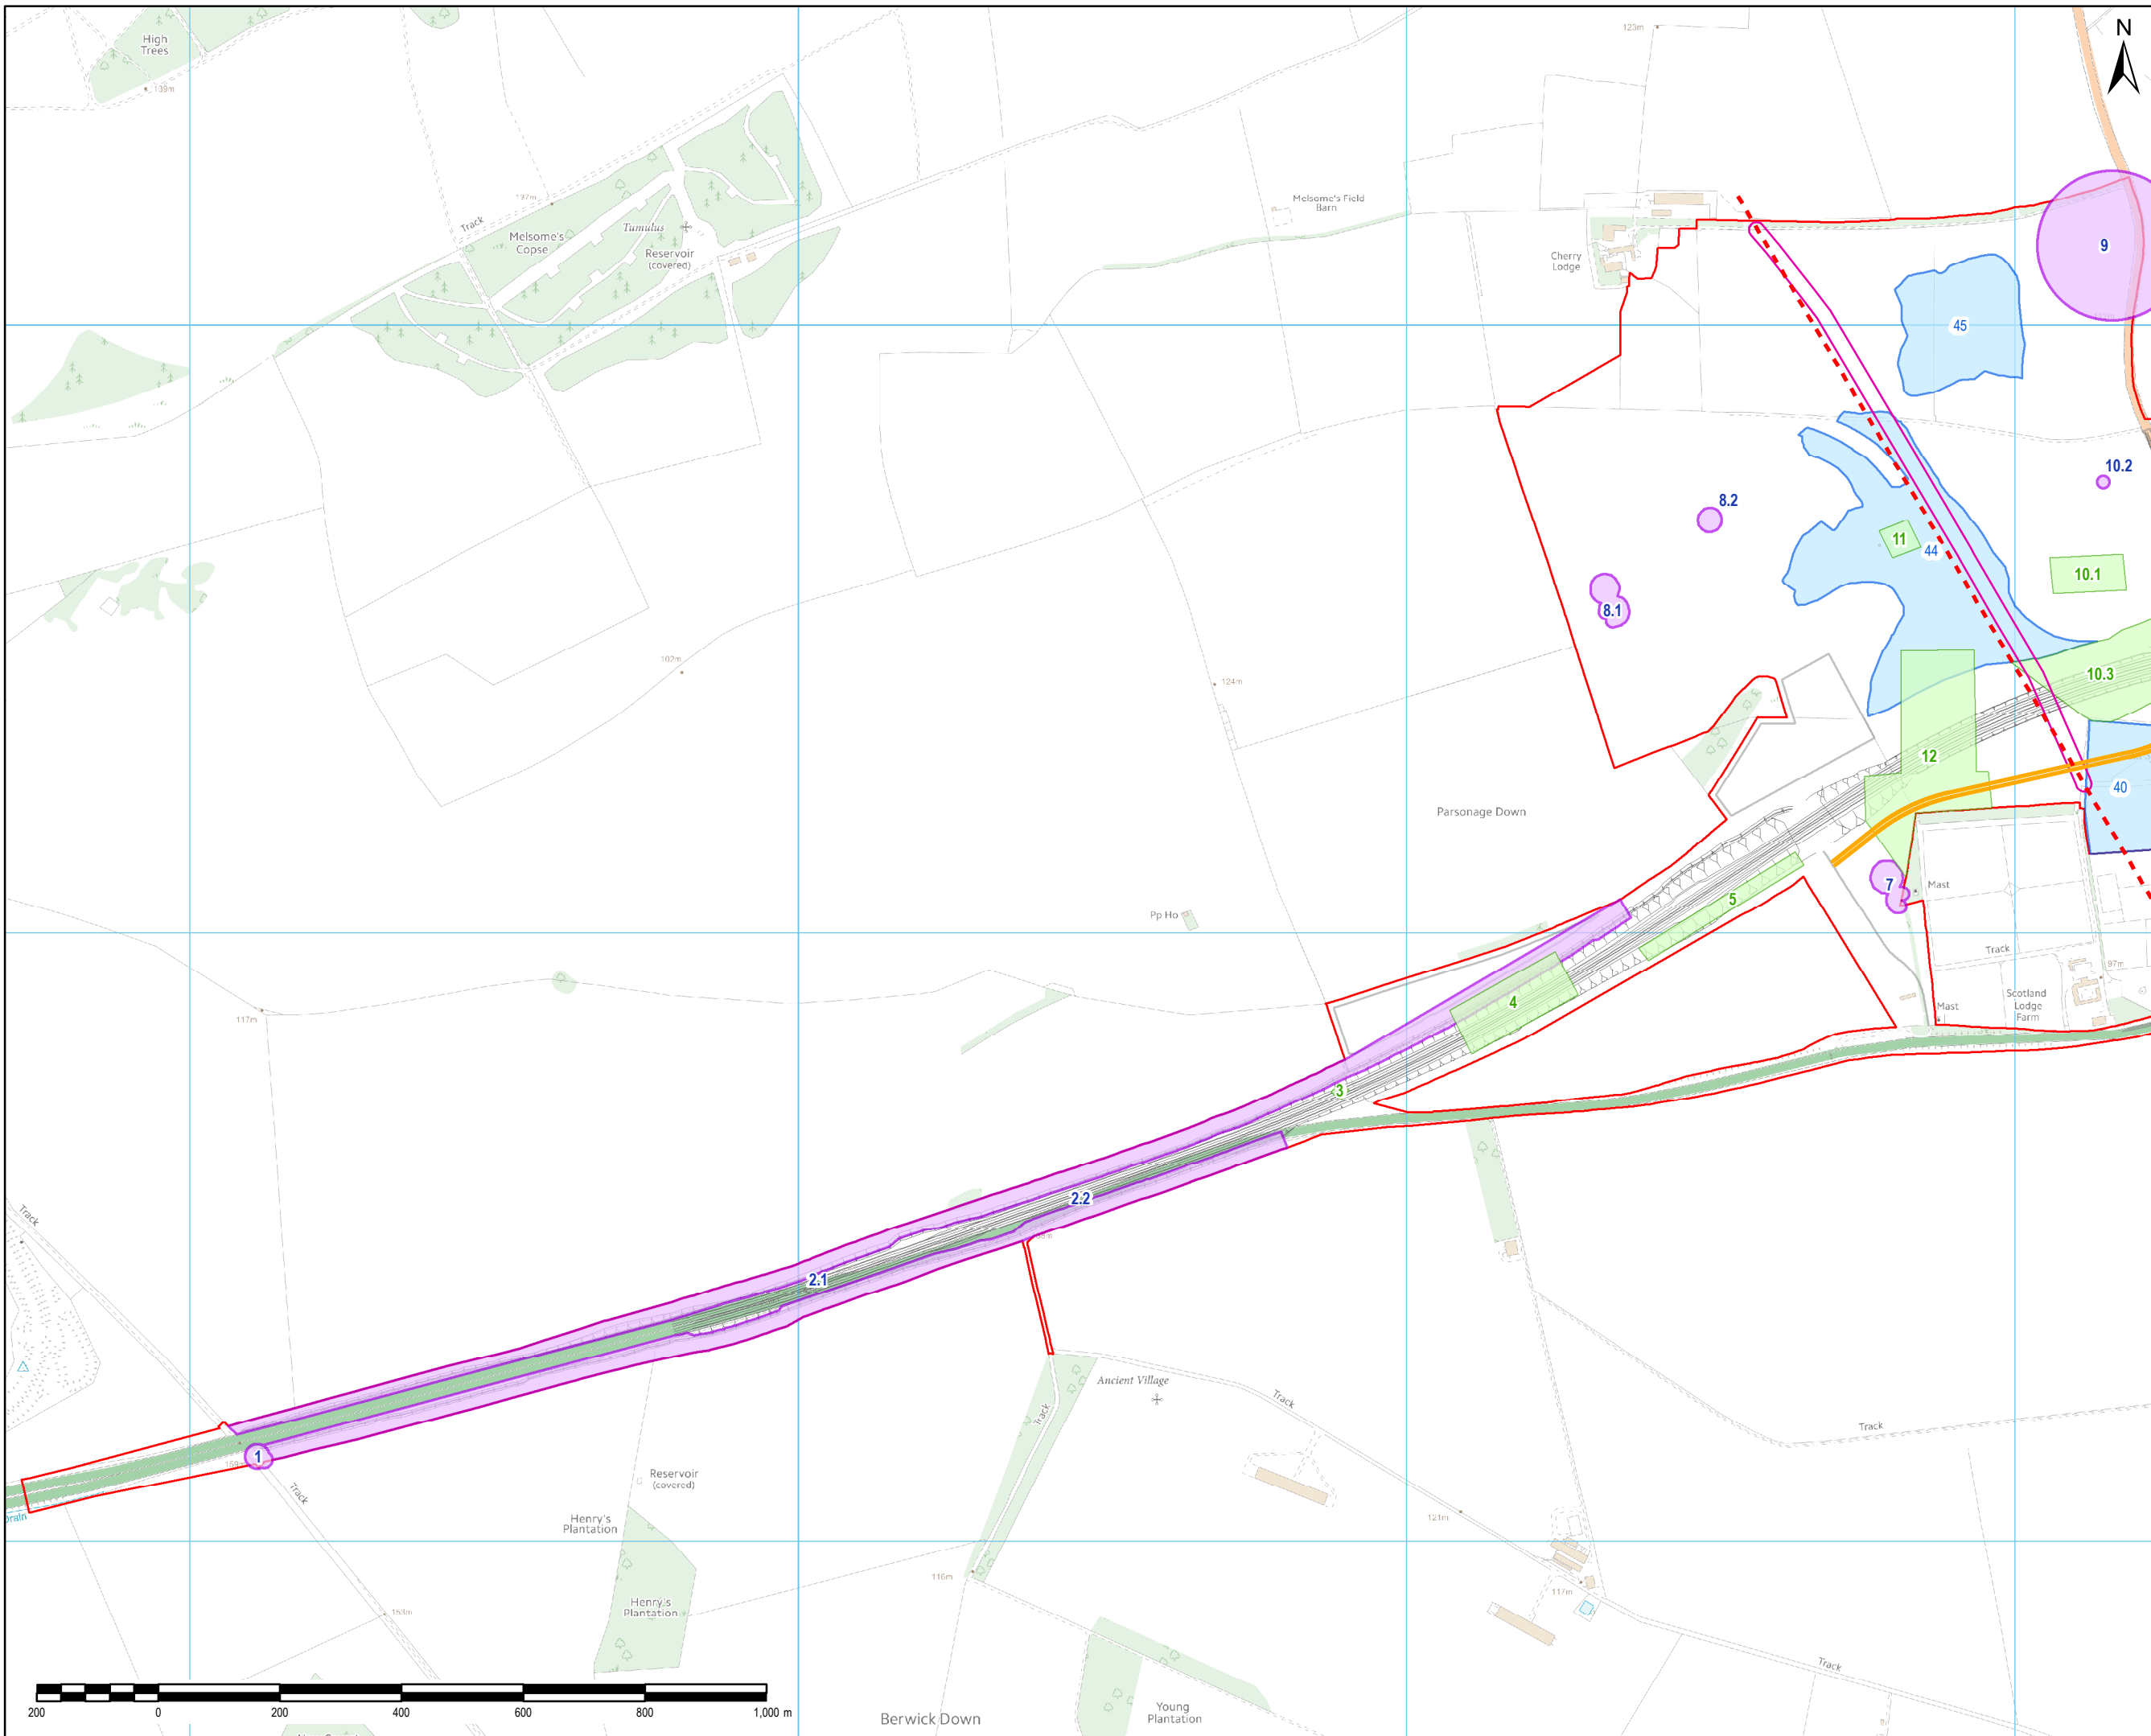 High
Trees
139m
123m
N
137m
Track
Melsome's
Copse
Tumulus
Reservoir
(covered)
Melsome's Field
Barn
Cherry
Lodge
9
45
10.2
8.2
11
44
10.1
8.1
102m
124m
10.3
12
40
Parsonage Down
7
Mast
5
Pp Ho
Track
97m
4
Scotland
Lodge
Farm
Mast
117m
3
2.2
Track
2.1
Ancient Village
Track
Track
Track
1
Reservoir
(covered)
Track
Drain
Henry's
Plantation
121m
116m
117m
Henry's
Plantation
153m
Track
200 0 200 400 600 800 1,000 m
Young
Plantation
Berwick Down